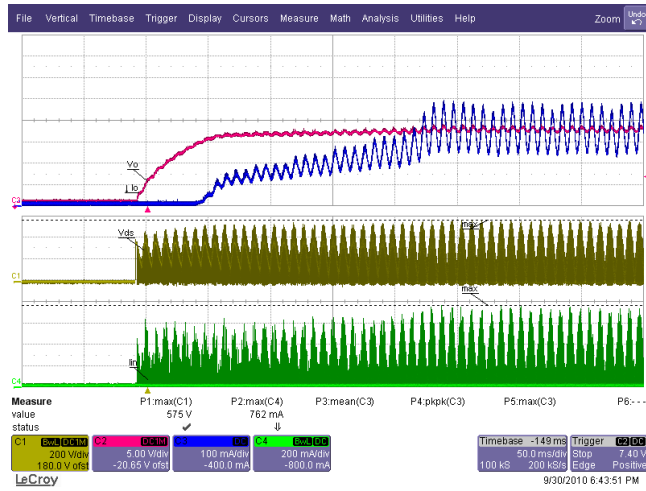 File Vertical Timebase Trigger Display Cursors Measure Math Analysis Utilities Help Zoom Undo
Vo
Io
C3
Vds
max
C1
max
Iin
C4
Measure P1:max(C1) P2:max(C4) P3:mean(C3) P4:pkpk(C3) P5:max(C3) P6:- - -
value 575 V 762 mA
status
C1 BwL DC1M C2 DC1M C3 DC C4 BwL DC Timebase -149 ms Trigger C2 DC
200 V/div 5.00 V/div 100 mA/div 200 mA/div 50.0 ms/div Stop 7.40 V
180.0 V ofst -20.65 V ofst -400.0 mA -800.0 mA 100 kS 200 kS/s Edge Positive
LeCroy 9/30/2010 6:43:51 PM